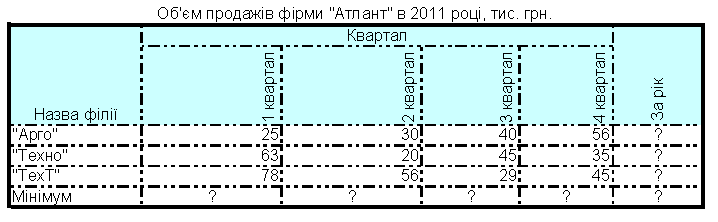 Об'єм продажів фірми "Атлант" в 2011 році, тис. грн.
Квартал
Назва філії 1 квартал 2 квартал 3 квартал 4 квартал За рік
"Арго" 25 30 40 56 ?
"Техно" 63 20 45 35 ?
"ТехТ" 78 56 29 45 ?
Мінімум ? ? ? ? ?